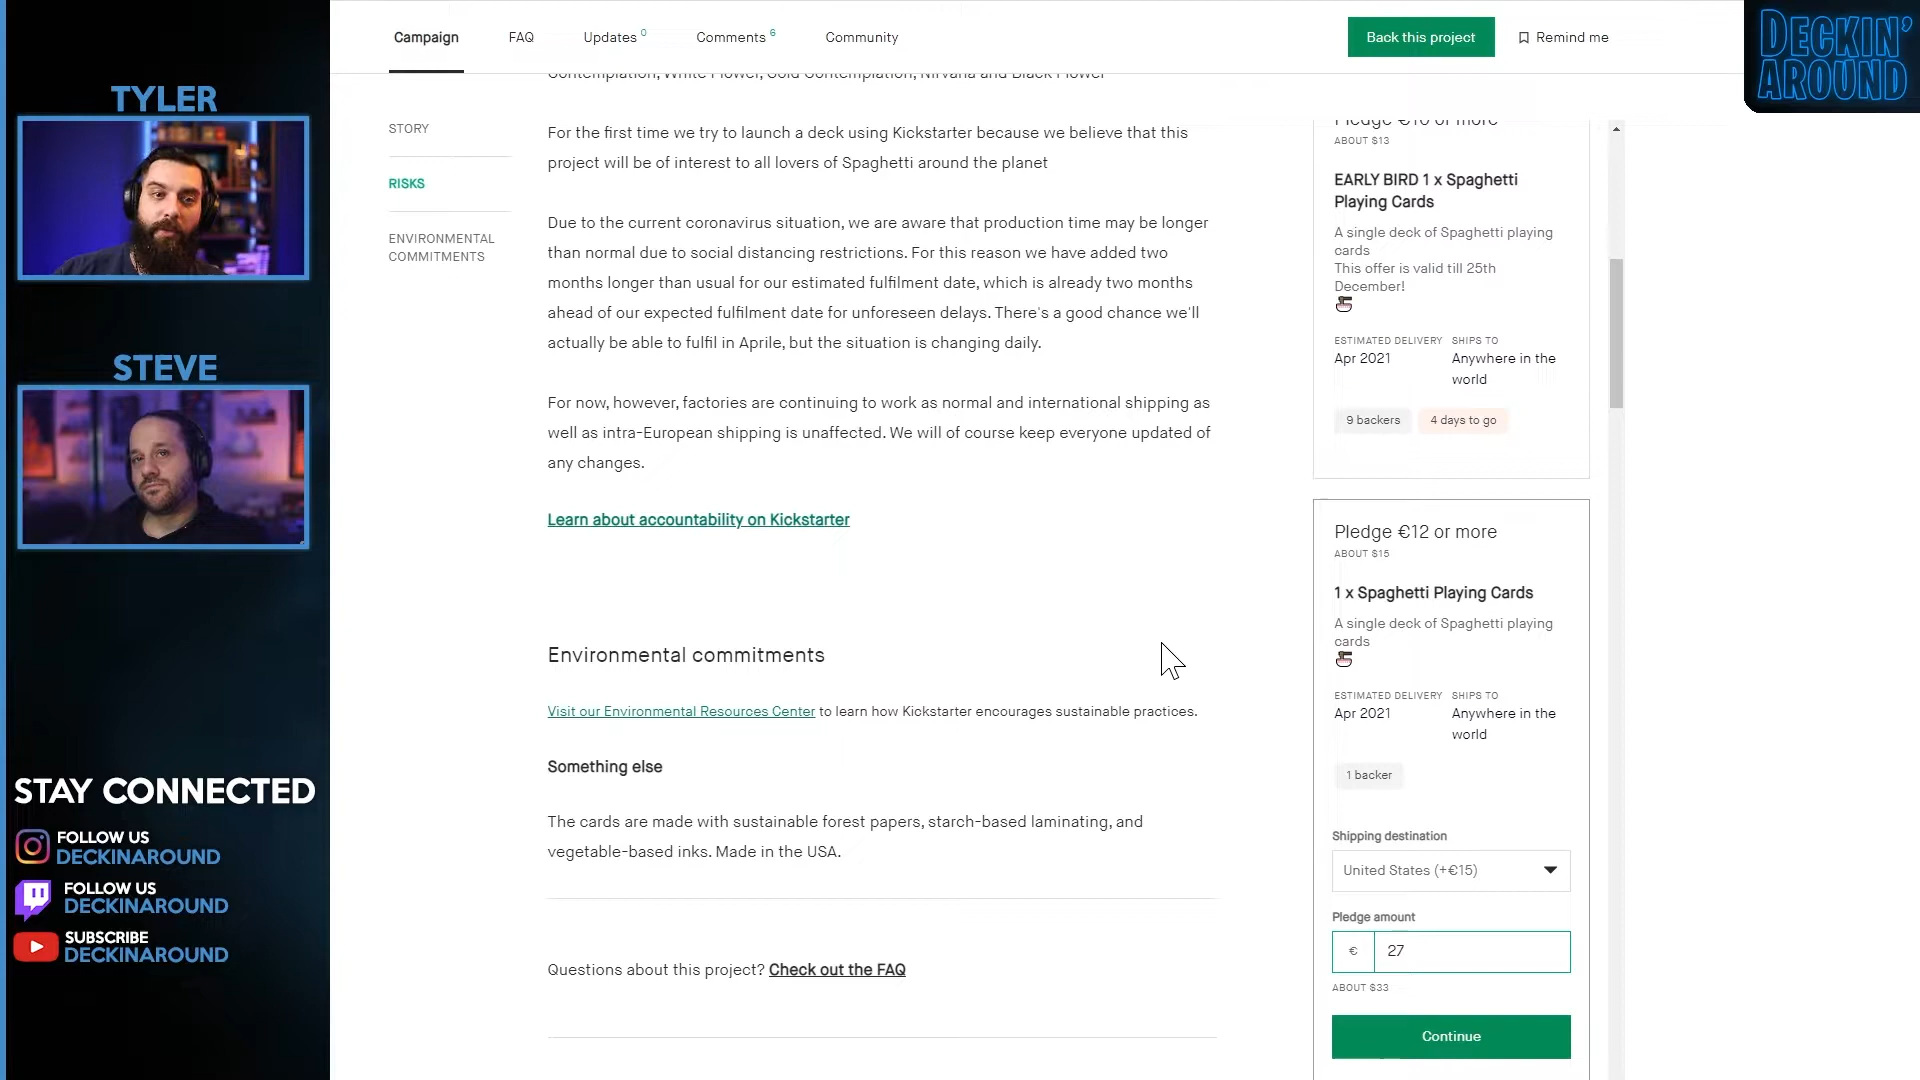 TYLER
STEVE
STAY CONNECTED
FOLLOW US
DECKINAROUND
FOLLOW US
DECKINAROUND
SUBSCRIBE
DECKINAROUND
Campaign
FAQ
Updates 0
Comments 6
Community
Back this project
Remind me
DECKIN'
AROUND
STORY
RISKS
ENVIRONMENTAL
COMMITMENTS
Contemplation, White Flower, Gold Contemplation, Nirvana and Black Flower
For the first time we try to launch a deck using Kickstarter because we believe that this
project will be of interest to all lovers of Spaghetti around the planet
Due to the current coronavirus situation, we are aware that production time may be longer
than normal due to social distancing restrictions. For this reason we have added two
months longer than usual for our estimated fulfilment date, which is already two months
ahead of our expected fulfilment date for unforeseen delays. There's a good chance we'll
actually be able to fulfil in Aprile, but the situation is changing daily.
For now, however, factories are continuing to work as normal and international shipping as
well as intra-European shipping is unaffected. We will of course keep everyone updated of
any changes.
Learn about accountability on Kickstarter
Environmental commitments
Visit our Environmental Resources Center to learn how Kickstarter encourages sustainable practices.
Something else
The cards are made with sustainable forest papers, starch-based laminating, and
vegetable-based inks. Made in the USA.
Questions about this project? Check out the FAQ
Pledge €10 or more
ABOUT $13
EARLY BIRD 1 x Spaghetti
Playing Cards
A single deck of Spaghetti playing
cards
This offer is valid till 25th
December!
ESTIMATED DELIVERY
Apr 2021
SHIPS TO
Anywhere in the
world
9 backers
4 days to go
Pledge €12 or more
ABOUT $15
1 x Spaghetti Playing Cards
A single deck of Spaghetti playing
cards
ESTIMATED DELIVERY
Apr 2021
SHIPS TO
Anywhere in the
world
1 backer
Shipping destination
United States (+€15)
Pledge amount
€ 27
ABOUT $33
Continue